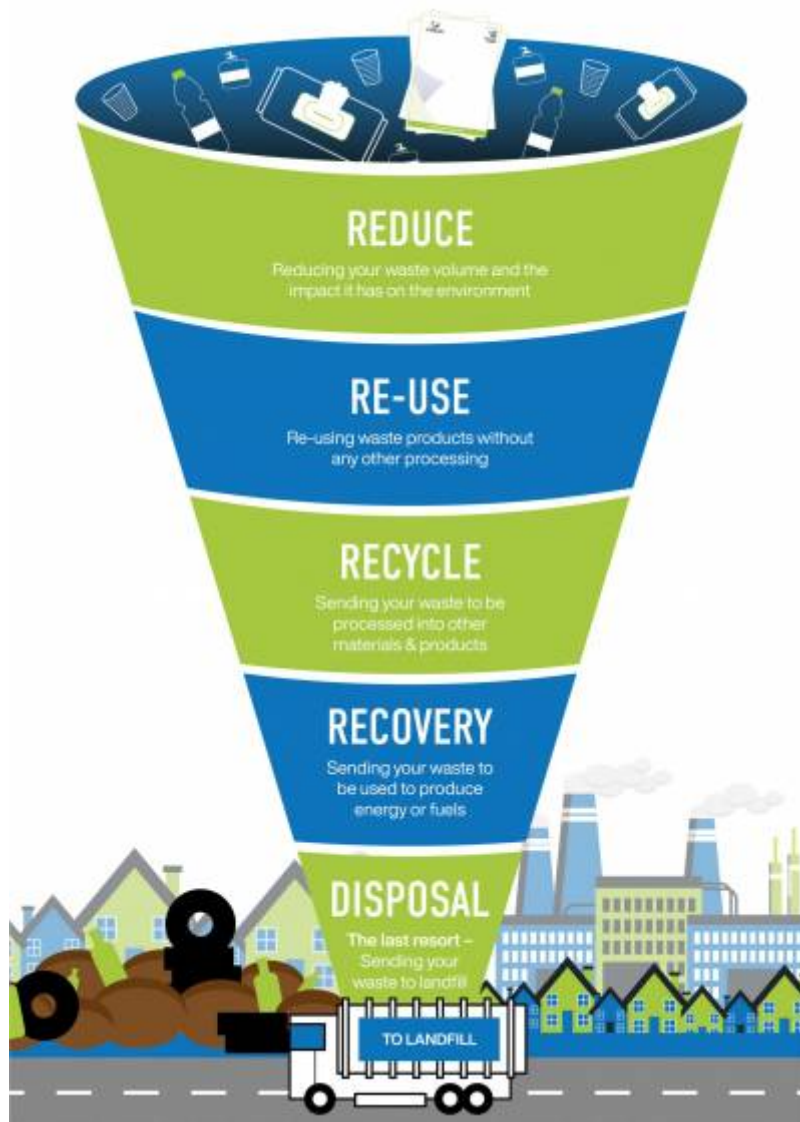 REDUCE
Reducing your waste volume and the
impact it has on the environment
RE-USE
Re-using waste products without
any other processing
RECYCLE
Sending your waste to be
processed into other
materials & products
RECOVERY
Sending your waste to
be used to produce
energy or fuels
DISPOSAL
The last resort –
Sending your
waste to landfill
TO LANDFILL